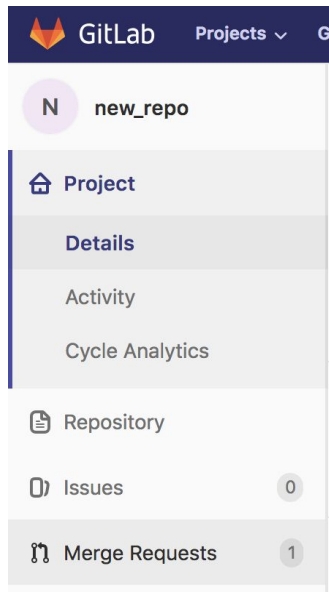 GitLab Projects G
N new_repo
Project
Details
Activity
Cycle Analytics
Repository
Issues 0
Merge Requests 1